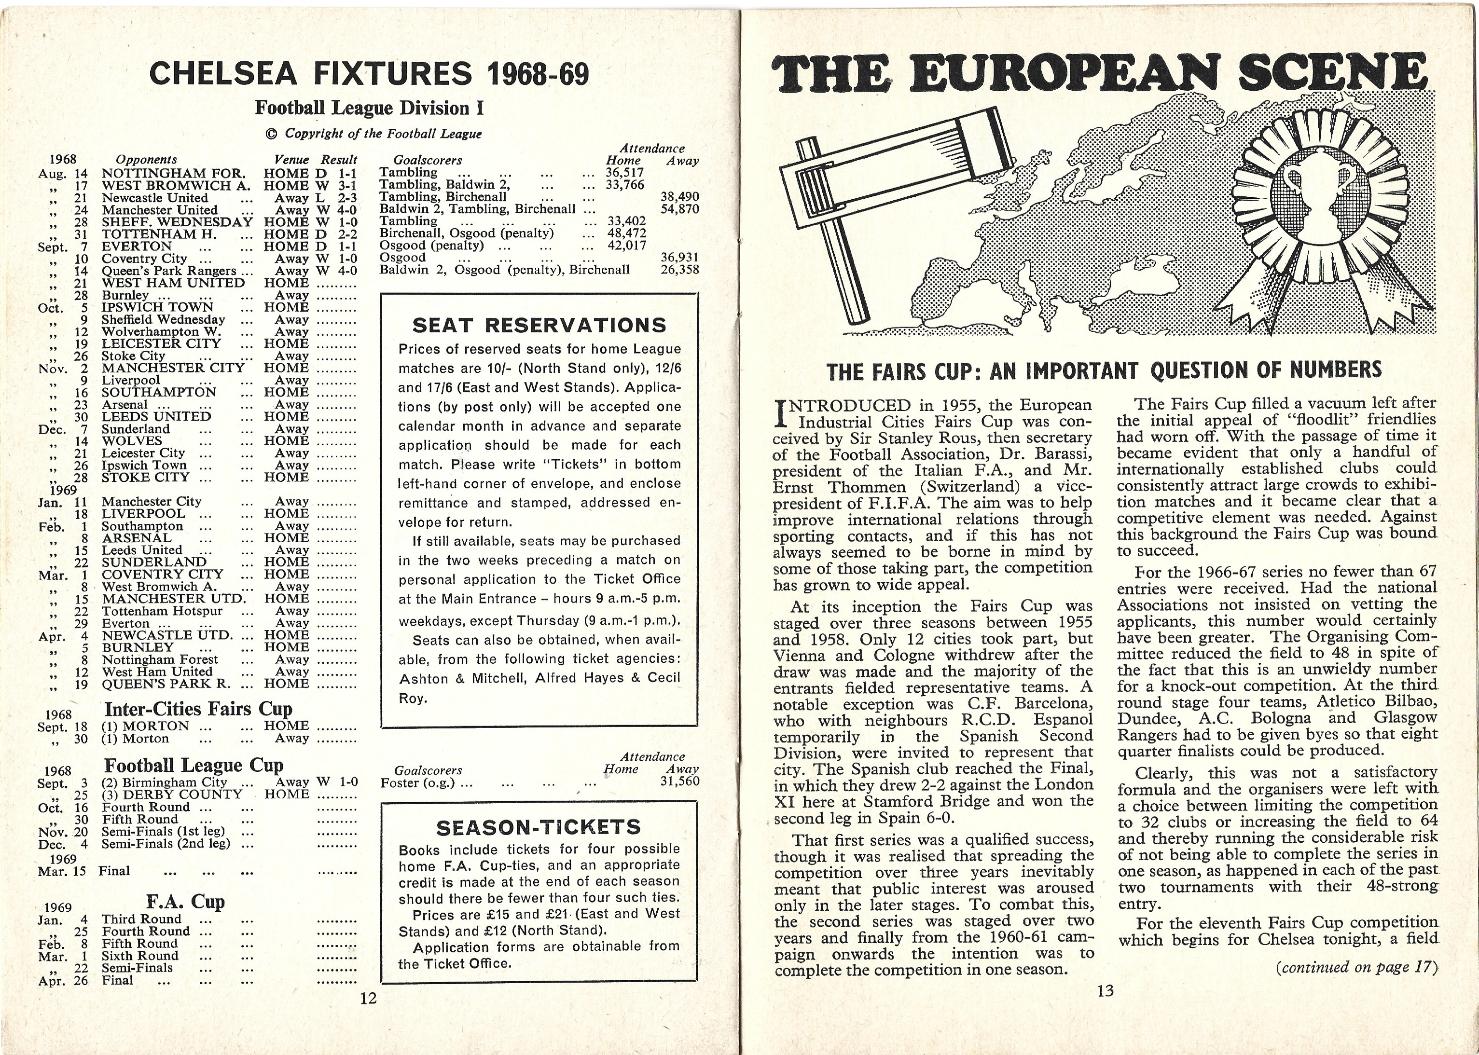 CHELSEA FIXTURES 1968-69
Football League Division I
© Copyright of the Football League
Attendance
1968 Opponents Venue Result Goalscorers Home Away
Aug. 14 NOTTINGHAM FOR. HOME D 1-1 Tambling ... ... ... ... 36,517
„ 17 WEST BROMWICH A. HOME W 3-1 Tambling, Baldwin 2, ... ... 33,766
„ 21 Newcastle United ... Away L 2-3 Tambling, Birchenall ... ... 38,490
„ 24 Manchester United ... Away W 4-0 Baldwin 2, Tambling, Birchenall ... 54,870
„ 28 SHEFF. WEDNESDAY HOME W 1-0 Tambling ... ... ... ... 33,402
„ 31 TOTTENHAM H. ... HOME D 2-2 Birchenall, Osgood (penalty) ... 48,472
Sept. 7 EVERTON ... ... HOME D 1-1 Osgood (penalty) ... ... ... 42,017
„ 10 Coventry City ... ... Away W 1-0 Osgood ... ... ... ... 36,931
„ 14 Queen's Park Rangers ... Away W 4-0 Baldwin 2, Osgood (penalty), Birchenall 26,358
„ 21 WEST HAM UNITED HOME .........
„ 28 Burnley ... ... ... Away .........
Oct. 5 IPSWICH TOWN ... HOME .........
„ 9 Sheffield Wednesday ... Away .........
„ 12 Wolverhampton W. ... Away .........
„ 19 LEICESTER CITY ... HOME .........
„ 26 Stoke City ... ... Away .........
Nov. 2 MANCHESTER CITY HOME .........
„ 9 Liverpool ... ... Away .........
„ 16 SOUTHAMPTON ... HOME .........
„ 23 Arsenal ... ... ... Away .........
„ 30 LEEDS UNITED ... HOME .........
Dec. 7 Sunderland ... ... Away .........
„ 14 WOLVES ... ... HOME .........
„ 21 Leicester City ... ... Away .........
„ 26 Ipswich Town ... ... Away .........
„ 28 STOKE CITY ... ... HOME .........
1969
Jan. 11 Manchester City Away .........
„ 18 LIVERPOOL ... ... HOME .........
Feb. 1 Southampton ... ... Away .........
„ 8 ARSENAL ... ... HOME .........
„ 15 Leeds United ... ... Away .........
„ 22 SUNDERLAND ... HOME .........
Mar. 1 COVENTRY CITY ... HOME .........
„ 8 West Bromwich A. ... Away .........
„ 15 MANCHESTER UTD. HOME .........
„ 22 Tottenham Hotspur ... Away .........
„ 29 Everton ... ... ... Away .........
Apr. 4 NEWCASTLE UTD. ... HOME .........
„ 5 BURNLEY ... ... HOME .........
„ 8 Nottingham Forest ... Away .........
„ 12 West Ham United ... Away .........
„ 19 QUEEN'S PARK R. ... HOME .........
1968 Inter-Cities Fairs Cup
Sept. 18 (1) MORTON ... ... HOME .........
„ 30 (1) Morton ... ... Away .........
1968 Football League Cup
Attendance
Goalscorers Home Away
Sept. 3 (2) Birmingham City ... Away W 1-0 Foster (o.g.) ... ... ... ... 31,560
„ 25 (3) DERBY COUNTY HOME .........
Oct. 16 Fourth Round ... ...
„ 30 Fifth Round ... ...
Nov. 20 Semi-Finals (1st leg) ...
Dec. 4 Semi-Finals (2nd leg) ...
1969
Mar. 15 Final ... ... ... .........
1969 F.A. Cup
Jan. 4 Third Round ... ... .........
„ 25 Fourth Round ... ... .........
Feb. 8 Fifth Round ... ... .........
Mar. 1 Sixth Round ... ... .........
„ 22 Semi-Finals ... ... .........
Apr. 26 Final ... ... ... .........
SEAT RESERVATIONS
Prices of reserved seats for home League
matches are 10/- (North Stand only), 12/6
and 17/6 (East and West Stands). Applica-
tions (by post only) will be accepted one
calendar month in advance and separate
application should be made for each
match. Please write "Tickets" in bottom
left-hand corner of envelope, and enclose
remittance and stamped, addressed en-
velope for return.
If still available, seats may be purchased
in the two weeks preceding a match on
personal application to the Ticket Office
at the Main Entrance – hours 9 a.m.-5 p.m.
weekdays, except Thursday (9 a.m.-1 p.m.).
Seats can also be obtained, when avail-
able, from the following ticket agencies:
Ashton & Mitchell, Alfred Hayes & Cecil
Roy.
SEASON-TICKETS
Books include tickets for four possible
home F.A. Cup-ties, and an appropriate
credit is made at the end of each season
should there be fewer than four such ties.
Prices are £15 and £21 (East and West
Stands) and £12 (North Stand).
Application forms are obtainable from
the Ticket Office.
12
THE EUROPEAN SCENE
THE FAIRS CUP: AN IMPORTANT QUESTION OF NUMBERS
INTRODUCED in 1955, the European
Industrial Cities Fairs Cup was con-
ceived by Sir Stanley Rous, then secretary
of the Football Association, Dr. Barassi,
president of the Italian F.A., and Mr.
Ernst Thommen (Switzerland) a vice-
president of F.I.F.A. The aim was to help
improve international relations through
sporting contacts, and if this has not
always seemed to be borne in mind by
some of those taking part, the competition
has grown to wide appeal.
At its inception the Fairs Cup was
staged over three seasons between 1955
and 1958. Only 12 cities took part, but
Vienna and Cologne withdrew after the
draw was made and the majority of the
entrants fielded representative teams. A
notable exception was C.F. Barcelona,
who with neighbours R.C.D. Espanol
temporarily in the Spanish Second
Division, were invited to represent that
city. The Spanish club reached the Final,
in which they drew 2-2 against the London
XI here at Stamford Bridge and won the
second leg in Spain 6-0.
That first series was a qualified success,
though it was realised that spreading the
competition over three years inevitably
meant that public interest was aroused
only in the later stages. To combat this,
the second series was staged over two
years and finally from the 1960-61 cam-
paign onwards the intention was to
complete the competition in one season.
The Fairs Cup filled a vacuum left after
the initial appeal of "floodlit" friendlies
had worn off. With the passage of time it
became evident that only a handful of
internationally established clubs could
consistently attract large crowds to exhibi-
tion matches and it became clear that a
competitive element was needed. Against
this background the Fairs Cup was bound
to succeed.
For the 1966-67 series no fewer than 67
entries were received. Had the national
Associations not insisted on vetting the
applicants, this number would certainly
have been greater. The Organising Com-
mittee reduced the field to 48 in spite of
the fact that this is an unwieldy number
for a knock-out competition. At the third
round stage four teams, Atletico Bilbao,
Dundee, A.C. Bologna and Glasgow
Rangers had to be given byes so that eight
quarter finalists could be produced.
Clearly, this was not a satisfactory
formula and the organisers were left with
a choice between limiting the competition
to 32 clubs or increasing the field to 64
and thereby running the considerable risk
of not being able to complete the series in
one season, as happened in each of the past
two tournaments with their 48-strong
entry.
For the eleventh Fairs Cup competition
which begins for Chelsea tonight, a field
(continued on page 17)
13